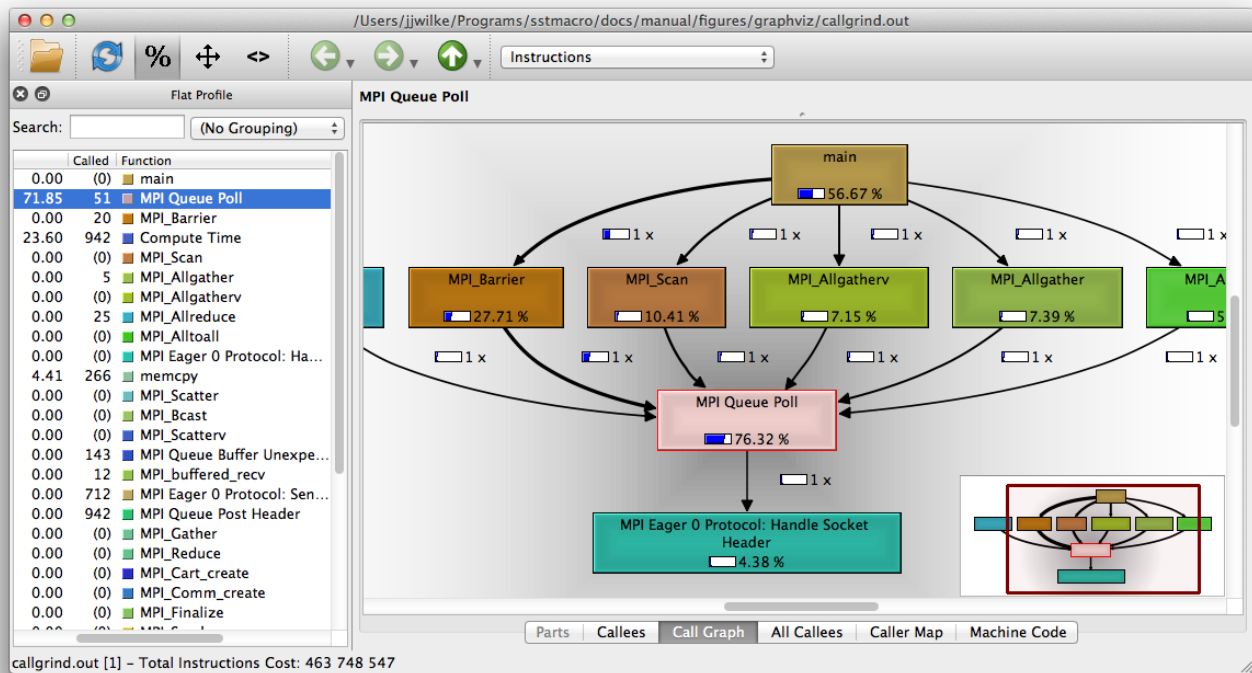 /Users/jjwilke/Programs/sstmacro/docs/manual/figures/graphviz/callgrind.out
% <> Instructions
Flat Profile
Search: (No Grouping)
Called Function
0.00 (0) main
71.85 51 MPI Queue Poll
0.00 20 MPI_Barrier
23.60 942 Compute Time
0.00 (0) MPI_Scan
0.00 5 MPI_Allgather
0.00 (0) MPI_Allgatherv
0.00 25 MPI_Allreduce
0.00 (0) MPI_Alltoall
0.00 (0) MPI Eager 0 Protocol: Ha...
4.41 266 memcpy
0.00 (0) MPI_Scatter
0.00 (0) MPI_Bcast
0.00 (0) MPI_Scatterv
0.00 143 MPI Queue Buffer Unexpe...
0.00 12 MPI_buffered_recv
0.00 712 MPI Eager 0 Protocol: Sen...
0.00 942 MPI Queue Post Header
0.00 (0) MPI_Gather
0.00 (0) MPI_Reduce
0.00 (0) MPI_Cart_create
0.00 (0) MPI_Comm_create
0.00 (0) MPI_Finalize
MPI Queue Poll
main
56.67 %
1 x 1 x 1 x 1 x 1 x
MPI_Barrier MPI_Scan MPI_Allgatherv MPI_Allgather MPI_A
27.71 % 10.41 % 7.15 % 7.39 % 5
1 x 1 x 1 x 1 x 1 x 1 x
MPI Queue Poll
76.32 %
1 x
MPI Eager 0 Protocol: Handle Socket
Header
4.38 %
Parts Callees Call Graph All Callees Caller Map Machine Code
callgrind.out [1] - Total Instructions Cost: 463 748 547